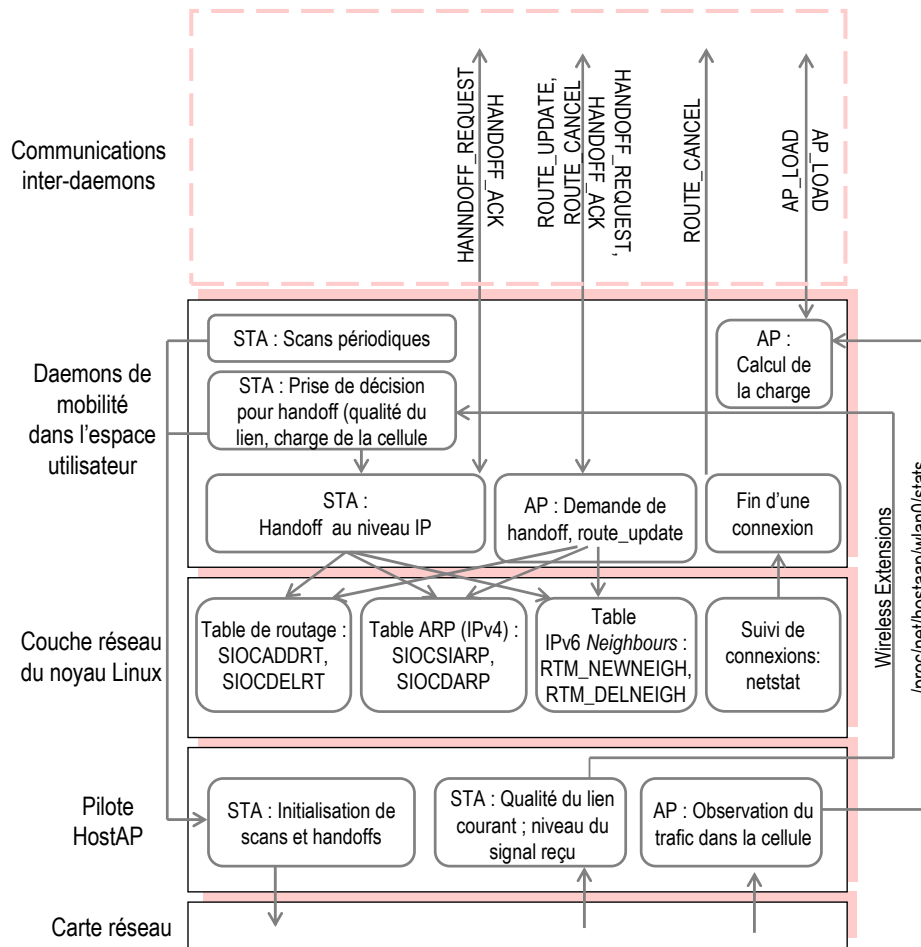 Communications
inter-daemons
HANNDOFF_REQUEST
HANDOFF_ACK
ROUTE_UPDATE,
ROUTE_CANCEL
HANDOFF_ACK
HANDOFF_REQUEST,
ROUTE_CANCEL
AP_LOAD
AP_LOAD
Daemons de
mobilité
dans l'espace
utilisateur
STA : Scans périodiques
STA : Prise de décision
pour handoff (qualité du
lien, charge de la cellule
AP :
Calcul de
la charge
STA :
Handoff au niveau IP
AP : Demande de
handoff, route_update
Fin d'une
connexion
Couche réseau
du noyau Linux
Table de routage :
SIOCADDRT,
SIOCDELRT
Table ARP (IPv4) :
SIOCSIARP,
SIOCDARP
Table
IPv6 Neighbours :
RTM_NEWNEIGH,
RTM_DELNEIGH
Suivi de
connexions:
netstat
Wireless Extensions
/proc/net/hostaap/wlan0/stats
Pilote
HostAP
STA : Initialisation de
scans et handoffs
STA : Qualité du lien
courant ; niveau du
signal reçu
AP : Observation du
trafic dans la cellule
Carte réseau